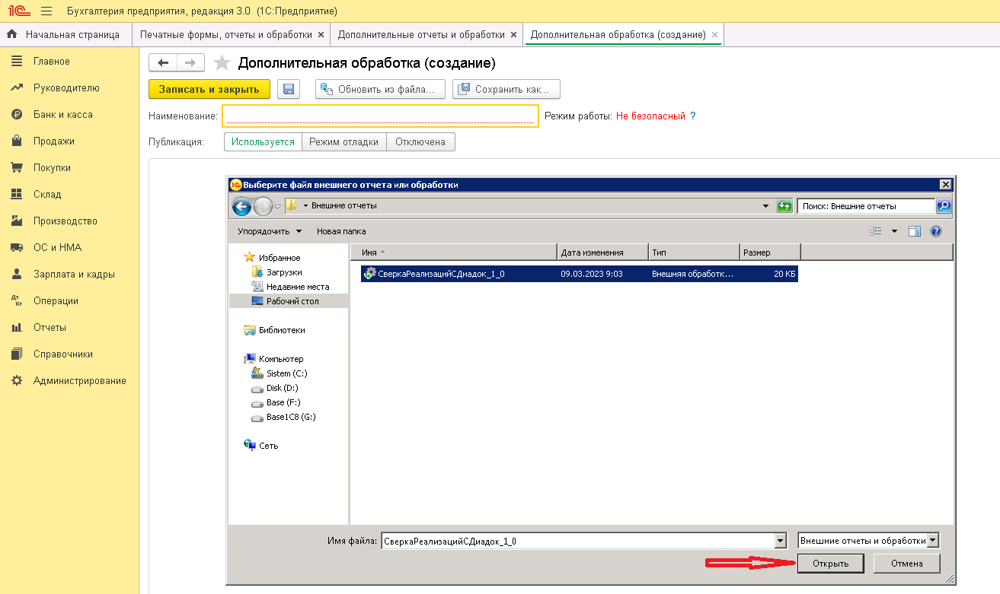 1С Бухгалтерия предприятия, редакция 3.0 (1С:Предприятие)
Начальная страница Печатные формы, отчеты и обработки × Дополнительные отчеты и обработки × Дополнительная обработка (создание) ×
Главное
Руководителю
Банк и касса
Продажи
Покупки
Склад
Производство
ОС и НМА
Зарплата и кадры
Дт Кт Операции
Отчеты
Справочники
Администрирование
Дополнительная обработка (создание)
Записать и закрыть Обновить из файла... Сохранить как...
Наименование: Режим работы: Не безопасный ?
Публикация: Используется Режим отладки Отключена
1С Выберите файл внешнего отчета или обработки
Внешние отчеты Поиск: Внешние отчеты
Упорядочить Новая папка
Избранное
Загрузки
Недавние места
Рабочий стол
Библиотеки
Компьютер
Sistem (C:)
Disk (D:)
Base (F:)
Base1C8 (G:)
Сеть
Имя Дата изменения Тип Размер
СверкаРеализацийСДиадок_1_0 09.03.2023 9:03 Внешняя обработк... 20 КБ
Имя файла: СверкаРеализацийСДиадок_1_0 Внешние отчеты и обработки
Открыть Отмена